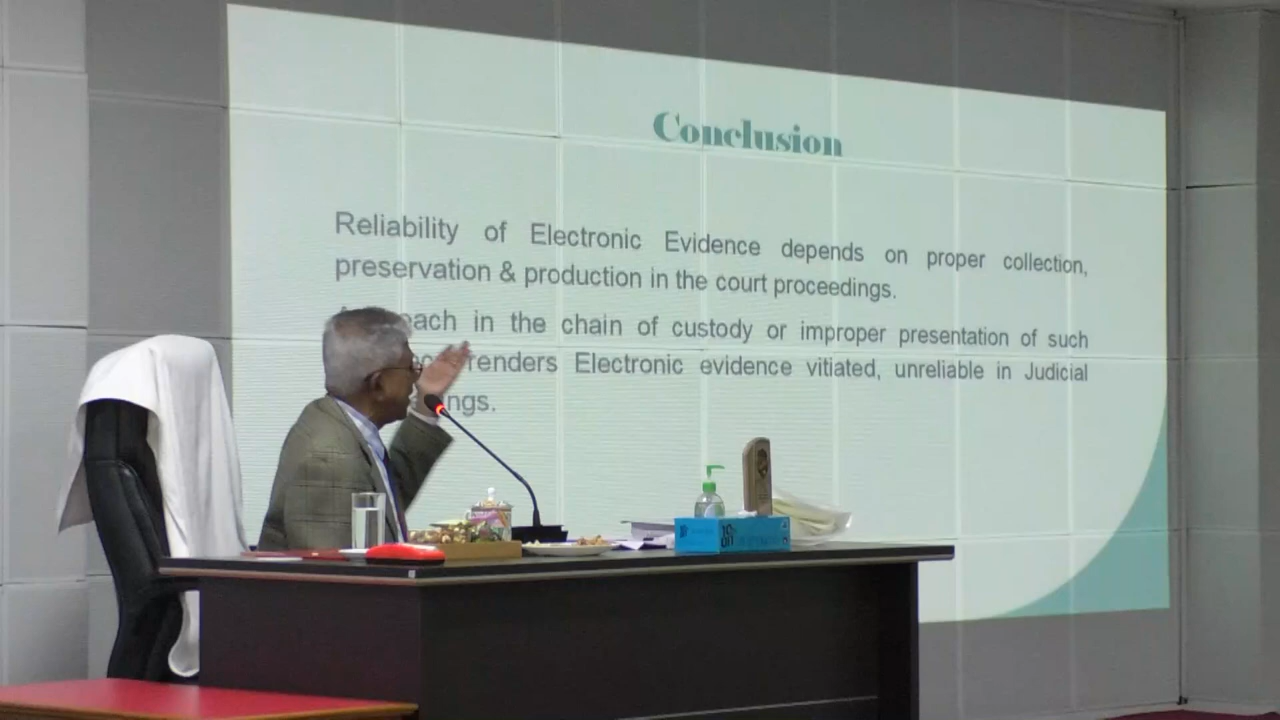 Conclusion
Reliability of Electronic Evidence depends on proper collection,
preservation & production in the court proceedings.
in the chain of custody or improper presentation of such
renders Electronic evidence vitiated, unreliable in Judicial